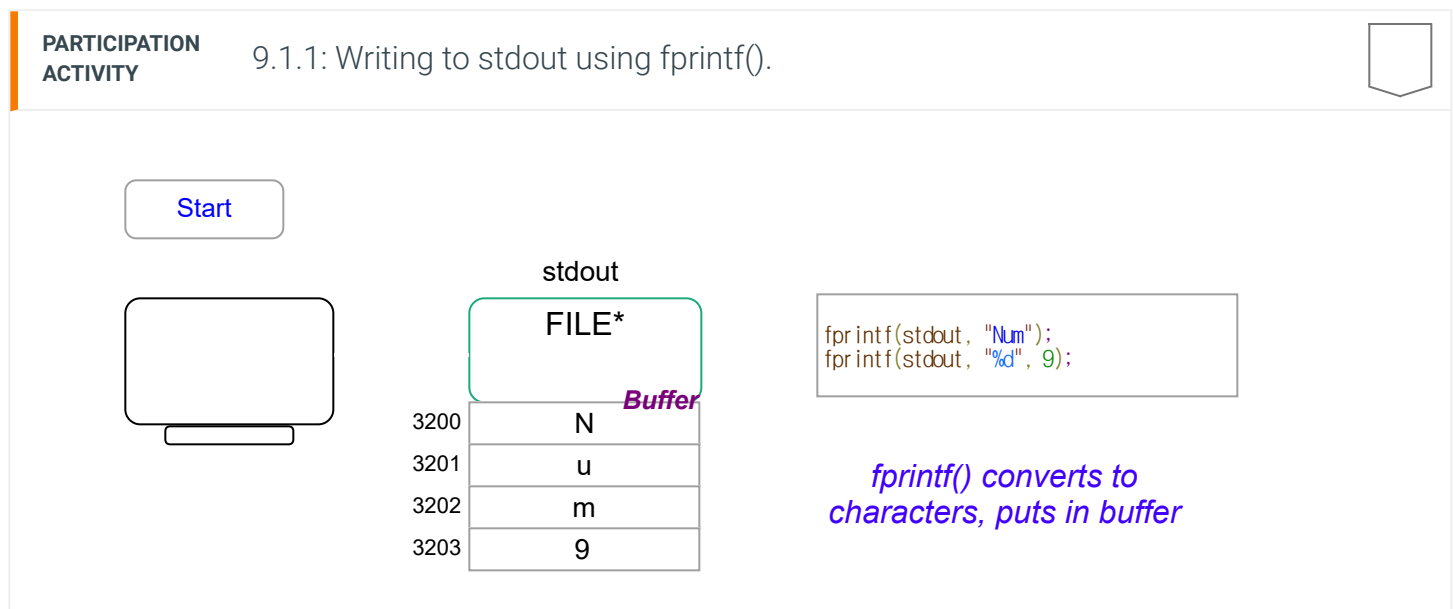 PARTICIPATION
ACTIVITY
9.1.1: Writing to stdout using fprintf().
Start
stdout
FILE*
Buffer
3200 N
3201 u
3202 m
3203 9
fprintf(stdout, "Num");
fprintf(stdout, "%d", 9);
fprintf() converts to
characters, puts in buffer